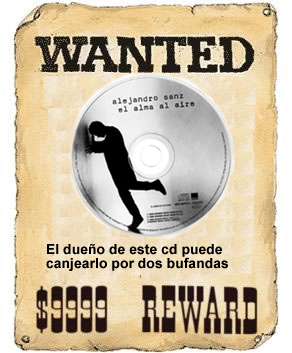 WANTED
alejandro sanz
el alma al aire
El dueño de este cd puede
canjearlo por dos bufandas
$9999 REWARD